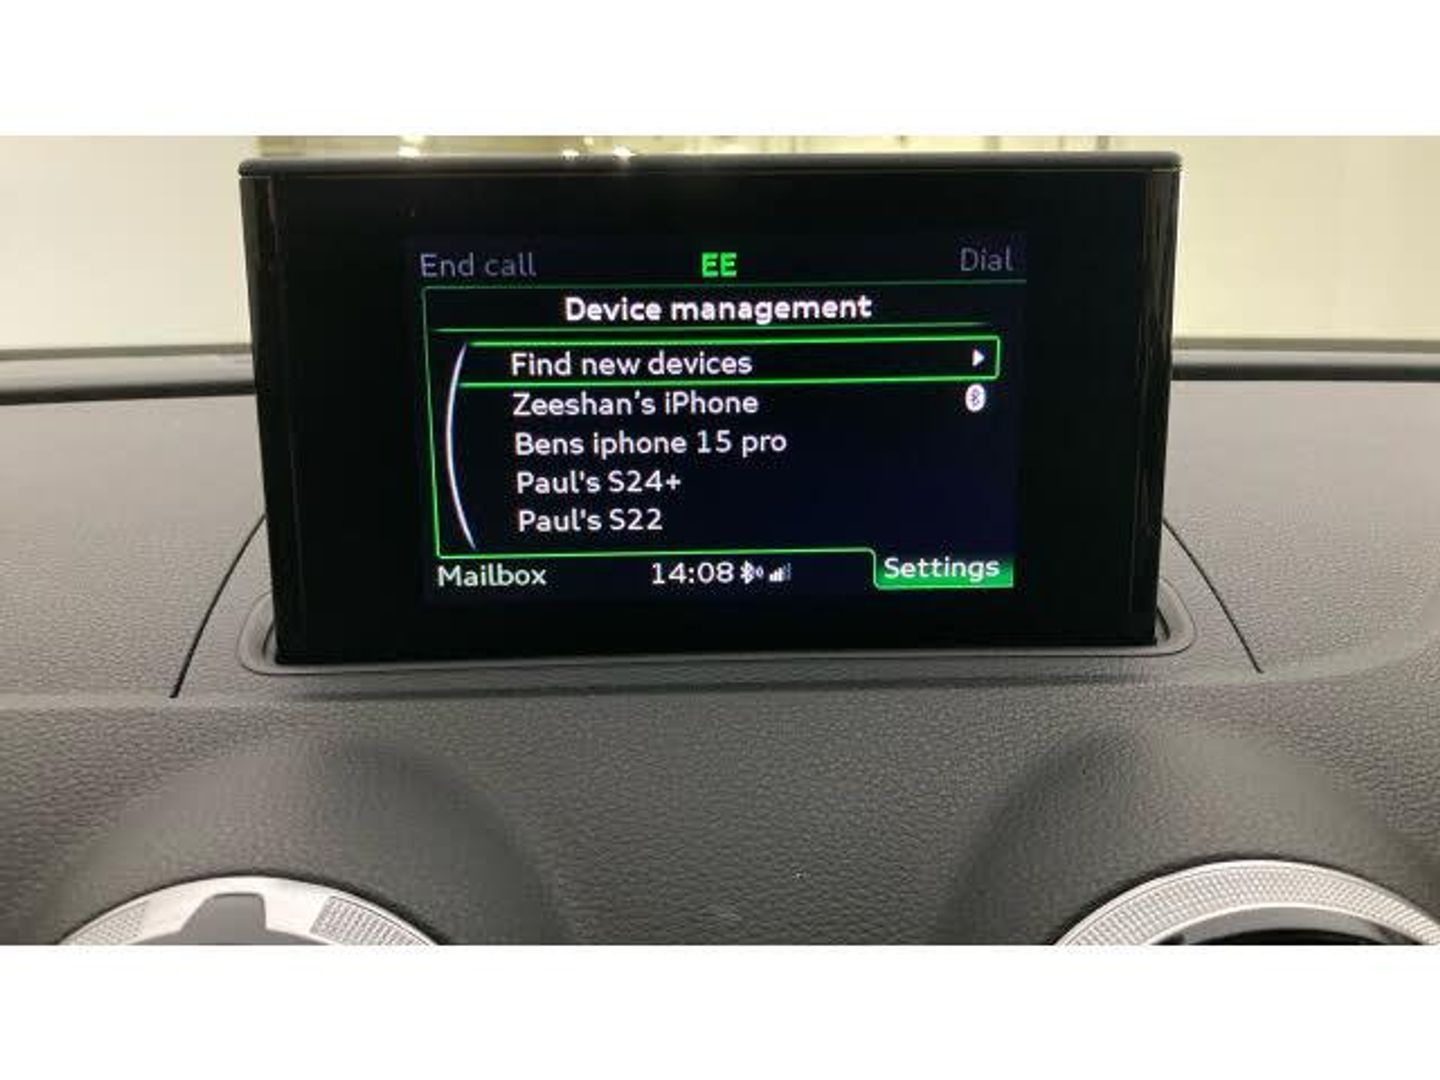 End call EE Dial
Device management
Find new devices
Zeeshan's iPhone
Bens iphone 15 pro
Paul's S24+
Paul's S22
Mailbox 14:08 Settings